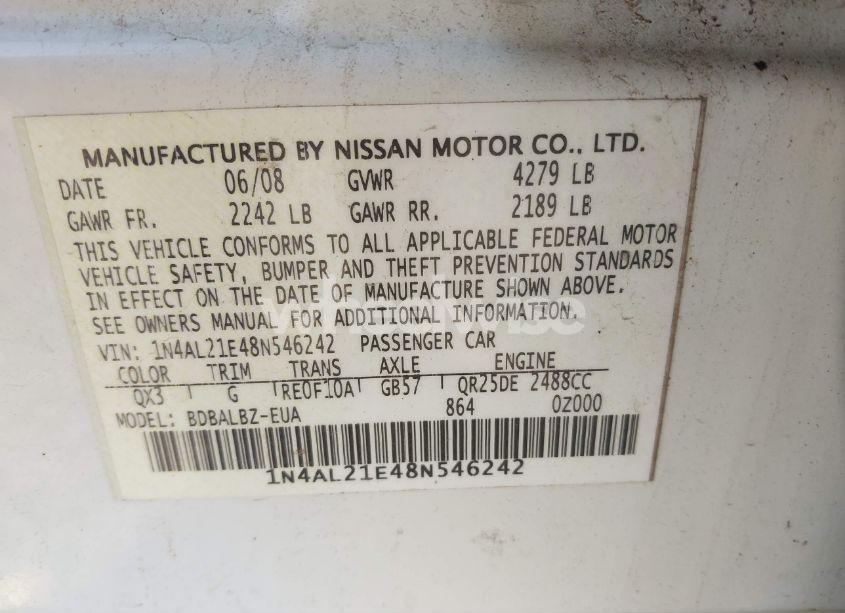 MANUFACTURED BY NISSAN MOTOR CO., LTD.
DATE 06/08 GVWR 4279 LB
GAWR FR. 2242 LB GAWR RR. 2189 LB
THIS VEHICLE CONFORMS TO ALL APPLICABLE FEDERAL MOTOR
VEHICLE SAFETY, BUMPER AND THEFT PREVENTION STANDARDS
IN EFFECT ON THE DATE OF MANUFACTURE SHOWN ABOVE.
SEE OWNERS MANUAL FOR ADDITIONAL INFORMATION.
VIN: 1N4AL21E48N546242 PASSENGER CAR
COLOR TRIM TRANS AXLE ENGINE
QX3 G RE0F10A GB57 QR25DE 2488CC
MODEL: BDBALBZ-EUA 864 0Z000
1N4AL21E48N546242